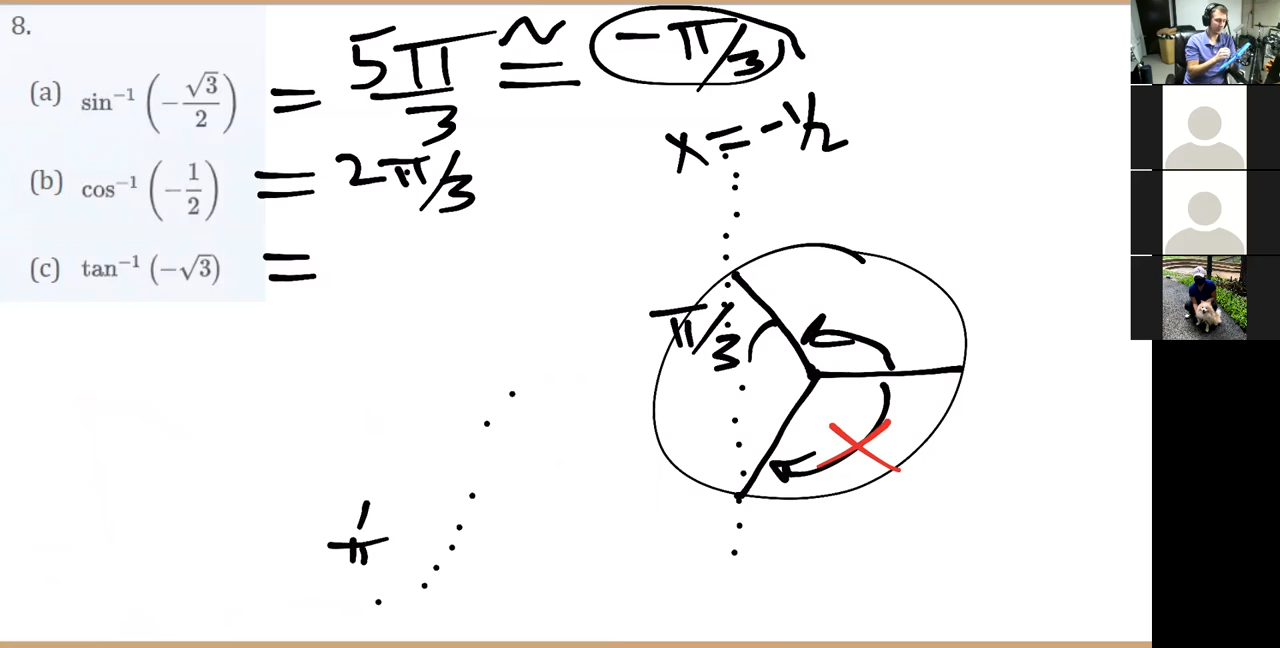 8.
(a) sin⁻¹(-√3/2) = 5π/3 ≅ -π/3
x = -1/2
(b) cos⁻¹(-1/2) = 2π/3
(c) tan⁻¹(-√3) =
π/3